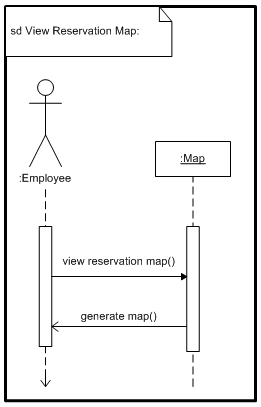 sd View Reservation Map:
:Map
:Employee
view reservation map()
generate map()